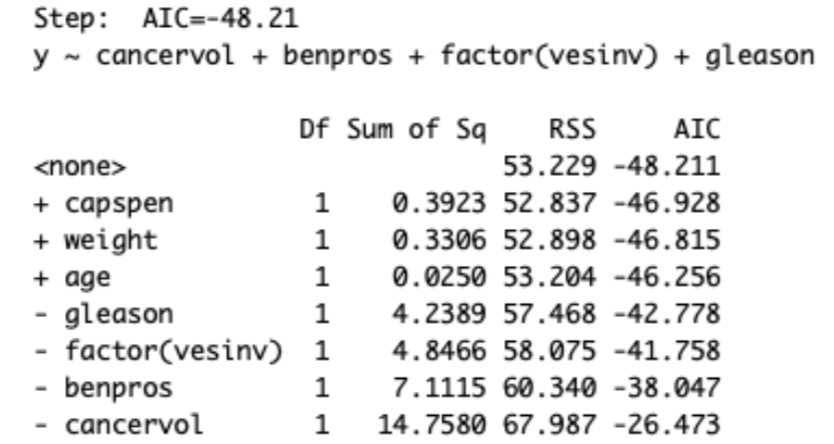 Step:  AIC=-48.21
y ~ cancervol + benpros + factor(vesinv) + gleason
Df Sum of Sq    RSS     AIC
<none>                        53.229 -48.211
+ capspen         1    0.3923 52.837 -46.928
+ weight          1    0.3306 52.898 -46.815
+ age             1    0.0250 53.204 -46.256
- gleason         1    4.2389 57.468 -42.778
- factor(vesinv)  1    4.8466 58.075 -41.758
- benpros         1    7.1115 60.340 -38.047
- cancervol       1   14.7580 67.987 -26.473